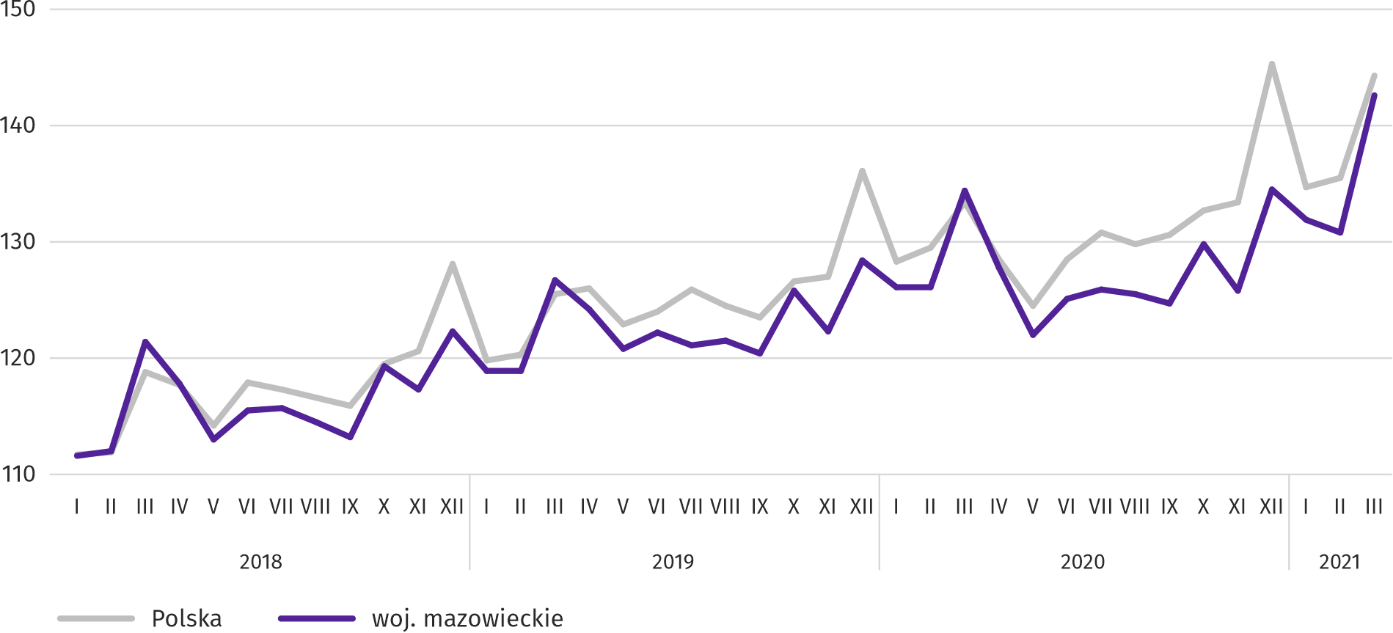 150
140
130
120
110
I II III IV V VI VII VIII IX X XI XII I II III IV V VI VII VIII IX X XI XII I II III IV V VI VII VIII IX X XI XII I II III
2018 2019 2020 2021
Polska woj. mazowieckie